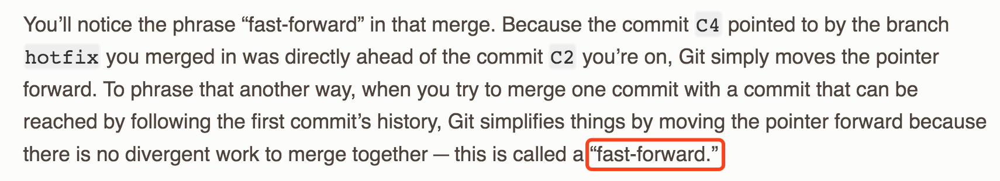 You’ll notice the phrase “fast-forward” in that merge. Because the commit C4 pointed to by the branch
hotfix you merged in was directly ahead of the commit C2 you’re on, Git simply moves the pointer
forward. To phrase that another way, when you try to merge one commit with a commit that can be
reached by following the first commit’s history, Git simplifies things by moving the pointer forward because
there is no divergent work to merge together — this is called a “fast-forward.”